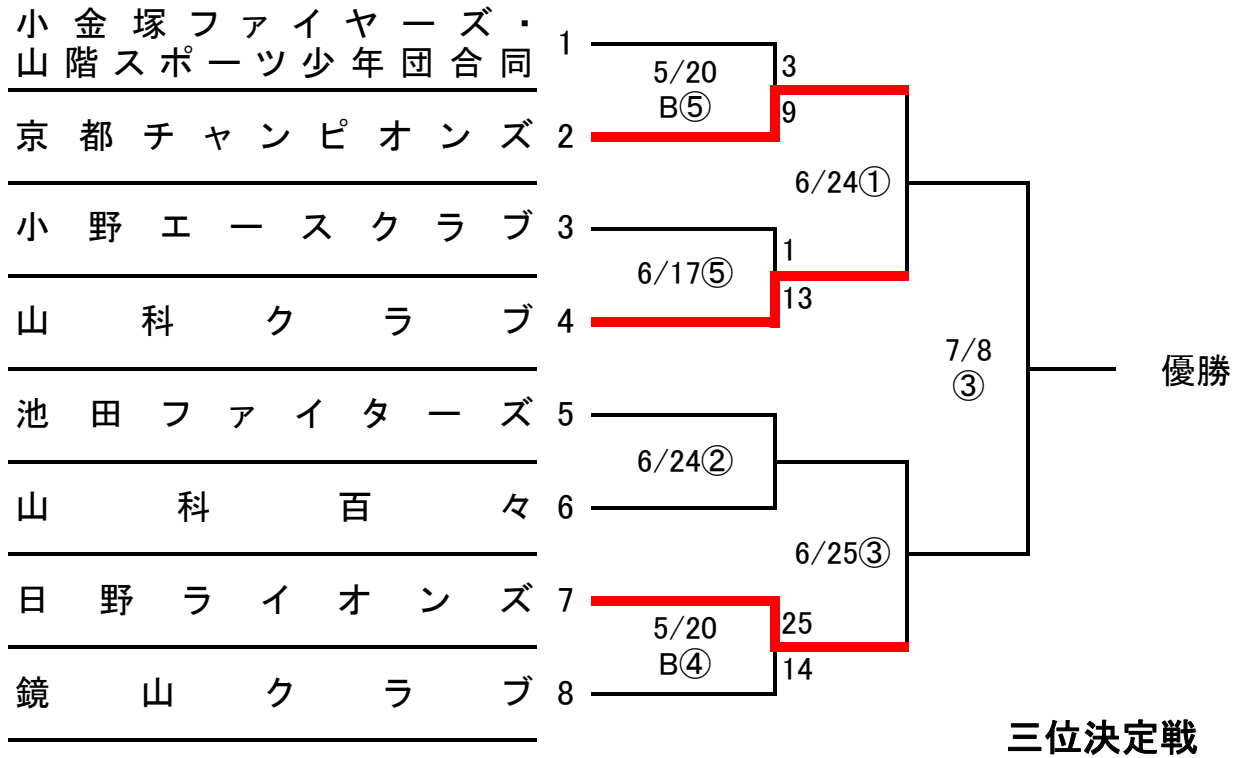 小金塚ファイヤーズ・
山階スポーツ少年団合同
1
5/20
B⑤
3
9
京都チャンピオンズ
2
6/24①
小野エースクラブ
3
6/17⑤
1
13
山科クラブ
4
7/8
③
優勝
池田ファイターズ
5
6/24②
山科百々
6
6/25③
日野ライオンズ
7
5/20
B④
25
14
鏡山クラブ
8
三位決定戦